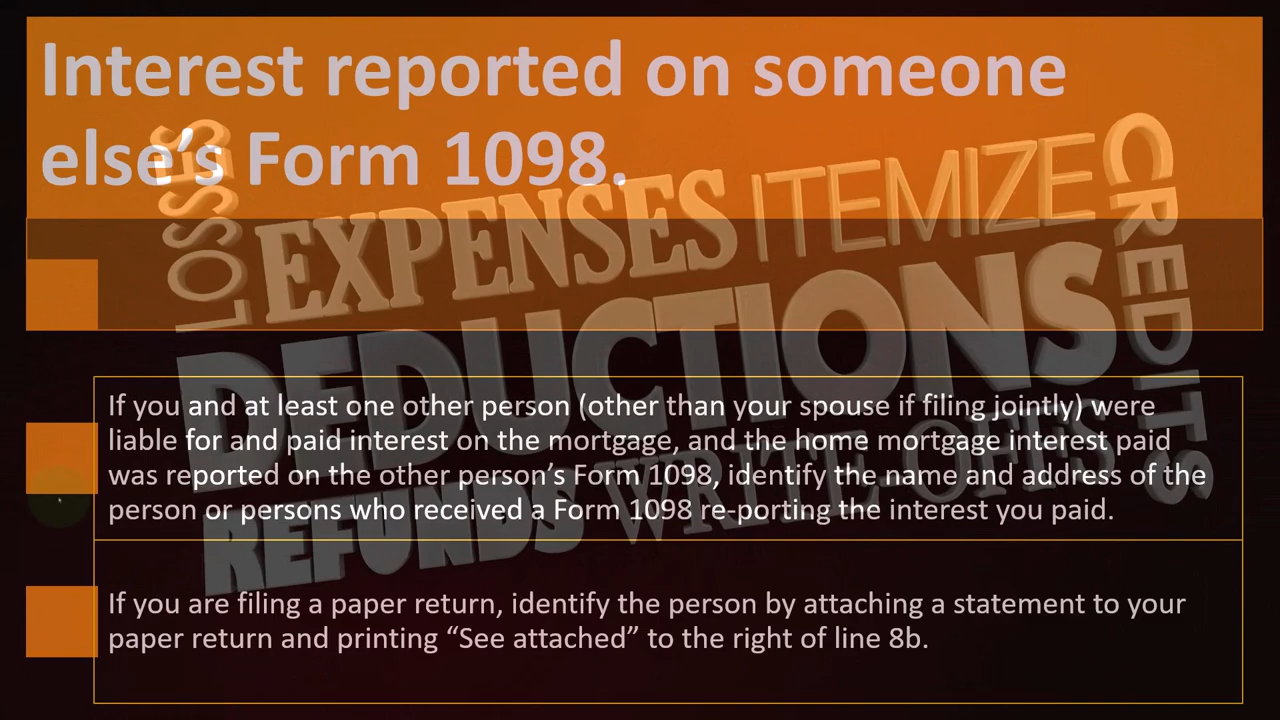 Interest reported on someone
else’s Form 1098.
LOSSES
EXPENSES
ITEMIZE
CREDITS
DEDUCTIONS
REFUNDS
WRITE OFFS
If you and at least one other person (other than your spouse if filing jointly) were
liable for and paid interest on the mortgage, and the home mortgage interest paid
was reported on the other person’s Form 1098, identify the name and address of the
person or persons who received a Form 1098 re-porting the interest you paid.
If you are filing a paper return, identify the person by attaching a statement to your
paper return and printing “See attached” to the right of line 8b.